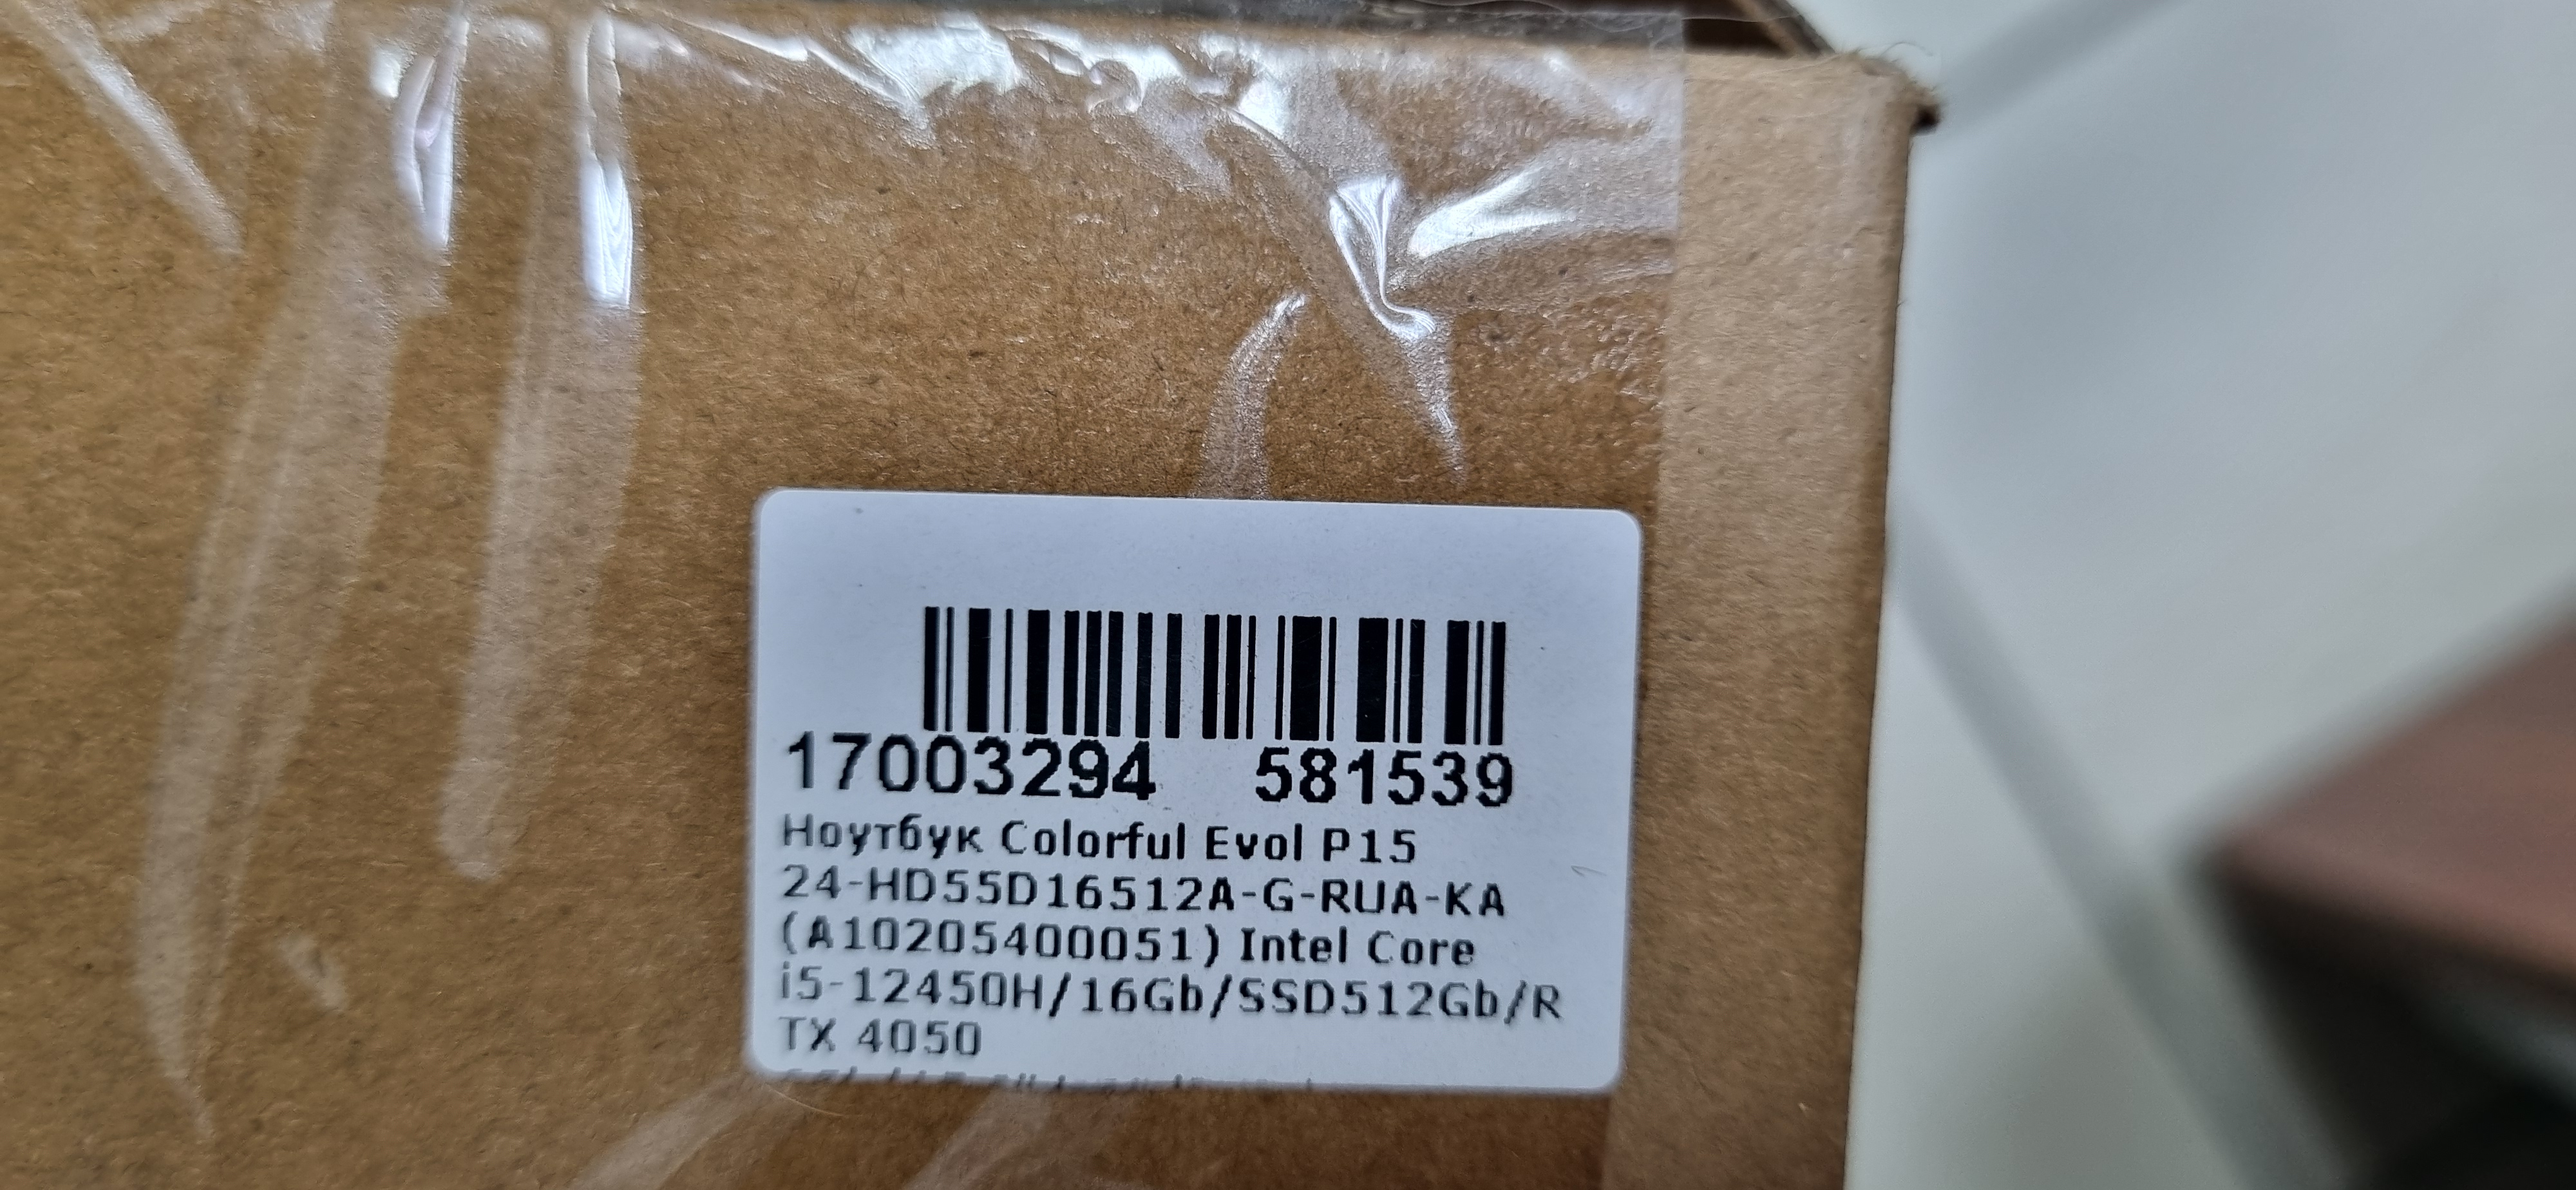 17003294 581539
Ноутбук Colorful Evol P15
24-HD55D16512A-G-RUA-KA
(A10205400051) Intel Core
i5-12450H/16Gb/SSD512Gb/R
TX 4050